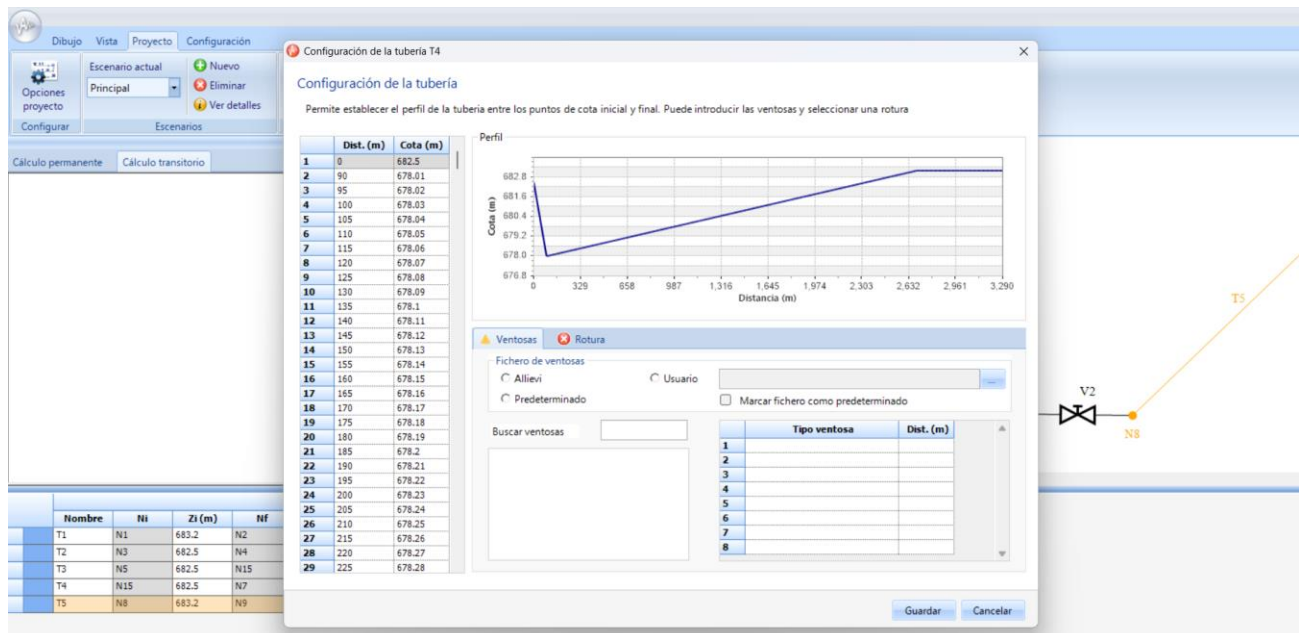 Dibujo Vista Proyecto Configuración
Opciones proyecto
Configurar
Escenario actual
Principal
Nuevo
Eliminar
Ver detalles
Escenarios
Cálculo permanente Cálculo transitorio
Configuración de la tubería T4
Configuración de la tubería
Permite establecer el perfil de la tuberia entre los puntos de cota inicial y final. Puede introducir las ventosas y seleccionar una rotura
Dist. (m) Cota (m)
1 0 682.5
2 90 678.01
3 95 678.02
4 100 678.03
5 105 678.04
6 110 678.05
7 115 678.06
8 120 678.07
9 125 678.08
10 130 678.09
11 135 678.1
12 140 678.11
13 145 678.12
14 150 678.13
15 155 678.14
16 160 678.15
17 165 678.16
18 170 678.17
19 175 678.18
20 180 678.19
21 185 678.2
22 190 678.21
23 195 678.22
24 200 678.23
25 205 678.24
26 210 678.25
27 215 678.26
28 220 678.27
29 225 678.28
Perfil
Cota (m)
682.8
681.6
680.4
679.2
678.0
676.8
0 329 658 987 1,316 1,645 1,974 2,303 2,632 2,961 3,290
Distancia (m)
Ventosas Rotura
Fichero de ventosas
Allievi Usuario ...
Predeterminado Marcar fichero como predeterminado
Buscar ventosas
Tipo ventosa Dist. (m)
1
2
3
4
5
6
7
8
Guardar Cancelar
T5
V2
N8
Nombre Ni Zi (m) Nf
T1 N1 683.2 N2
T2 N3 682.5 N4
T3 N5 682.5 N15
T4 N15 682.5 N7
T5 N8 683.2 N9